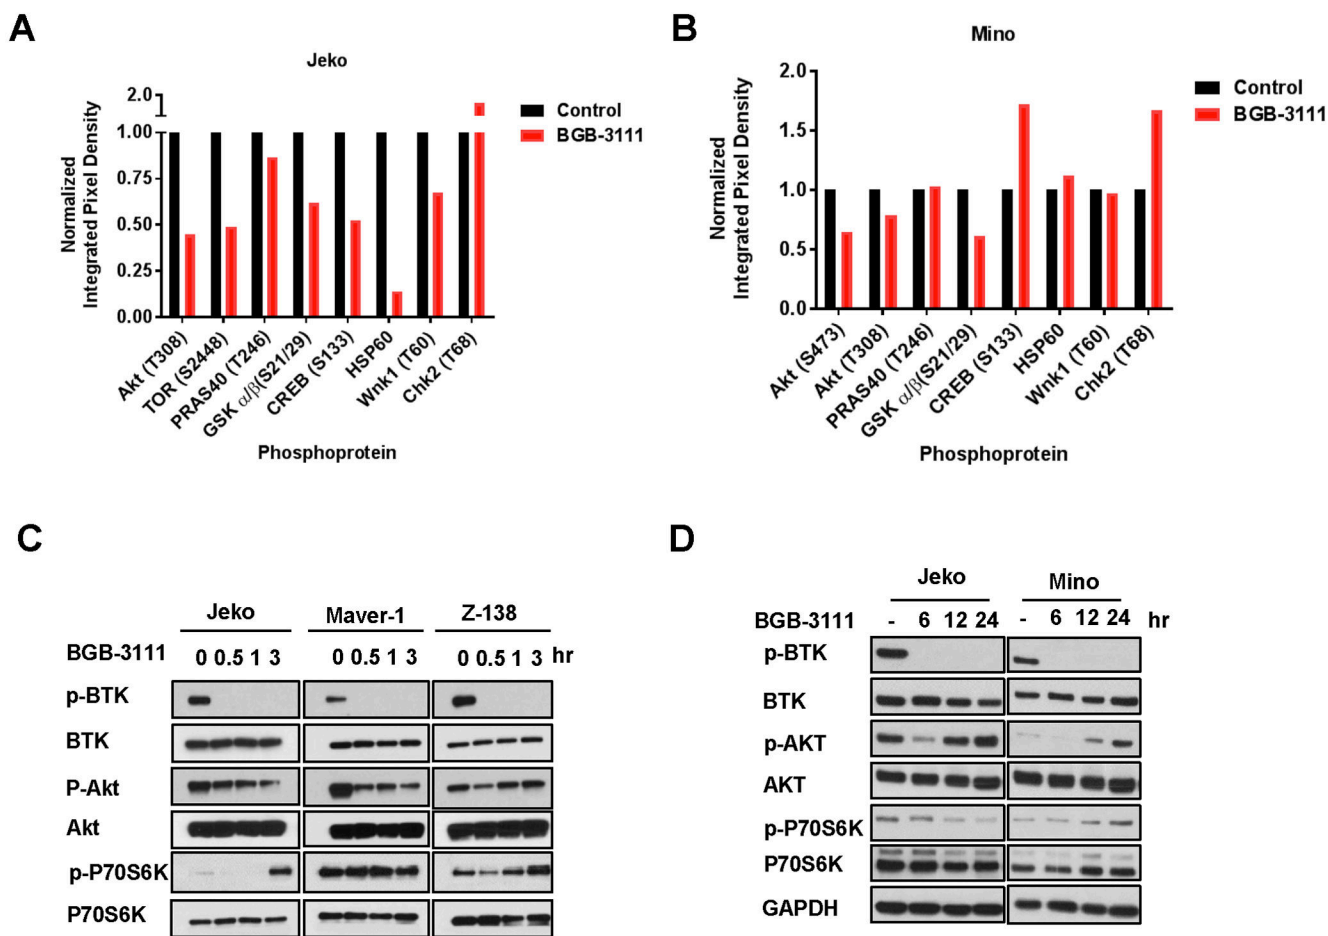 A
Jeko
2.0
1.00
0.75
0.50
0.25
0.00
Normalized
Integrated Pixel Density
Control
BGB-3111
Akt (T308)
TOR (S2448)
PRAS40 (T246)
GSK α/β(S21/29)
CREB (S133)
HSP60
Wnk1 (T60)
Chk2 (T68)
Phosphoprotein
B
Mino
2.0
1.5
1.0
0.5
0.0
Normalized
Integrated Pixel Density
Control
BGB-3111
Akt (S473)
Akt (T308)
PRAS40 (T246)
GSK α/β(S21/29)
CREB (S133)
HSP60
Wnk1 (T60)
Chk2 (T68)
Phosphoprotein
C
Jeko Maver-1 Z-138
BGB-3111 0 0.5 1 3 0 0.5 1 3 0 0.5 1 3 hr
p-BTK
BTK
P-Akt
Akt
p-P70S6K
P70S6K
D
Jeko Mino
BGB-3111 - 6 12 24 - 6 12 24 hr
p-BTK
BTK
p-AKT
AKT
p-P70S6K
P70S6K
GAPDH